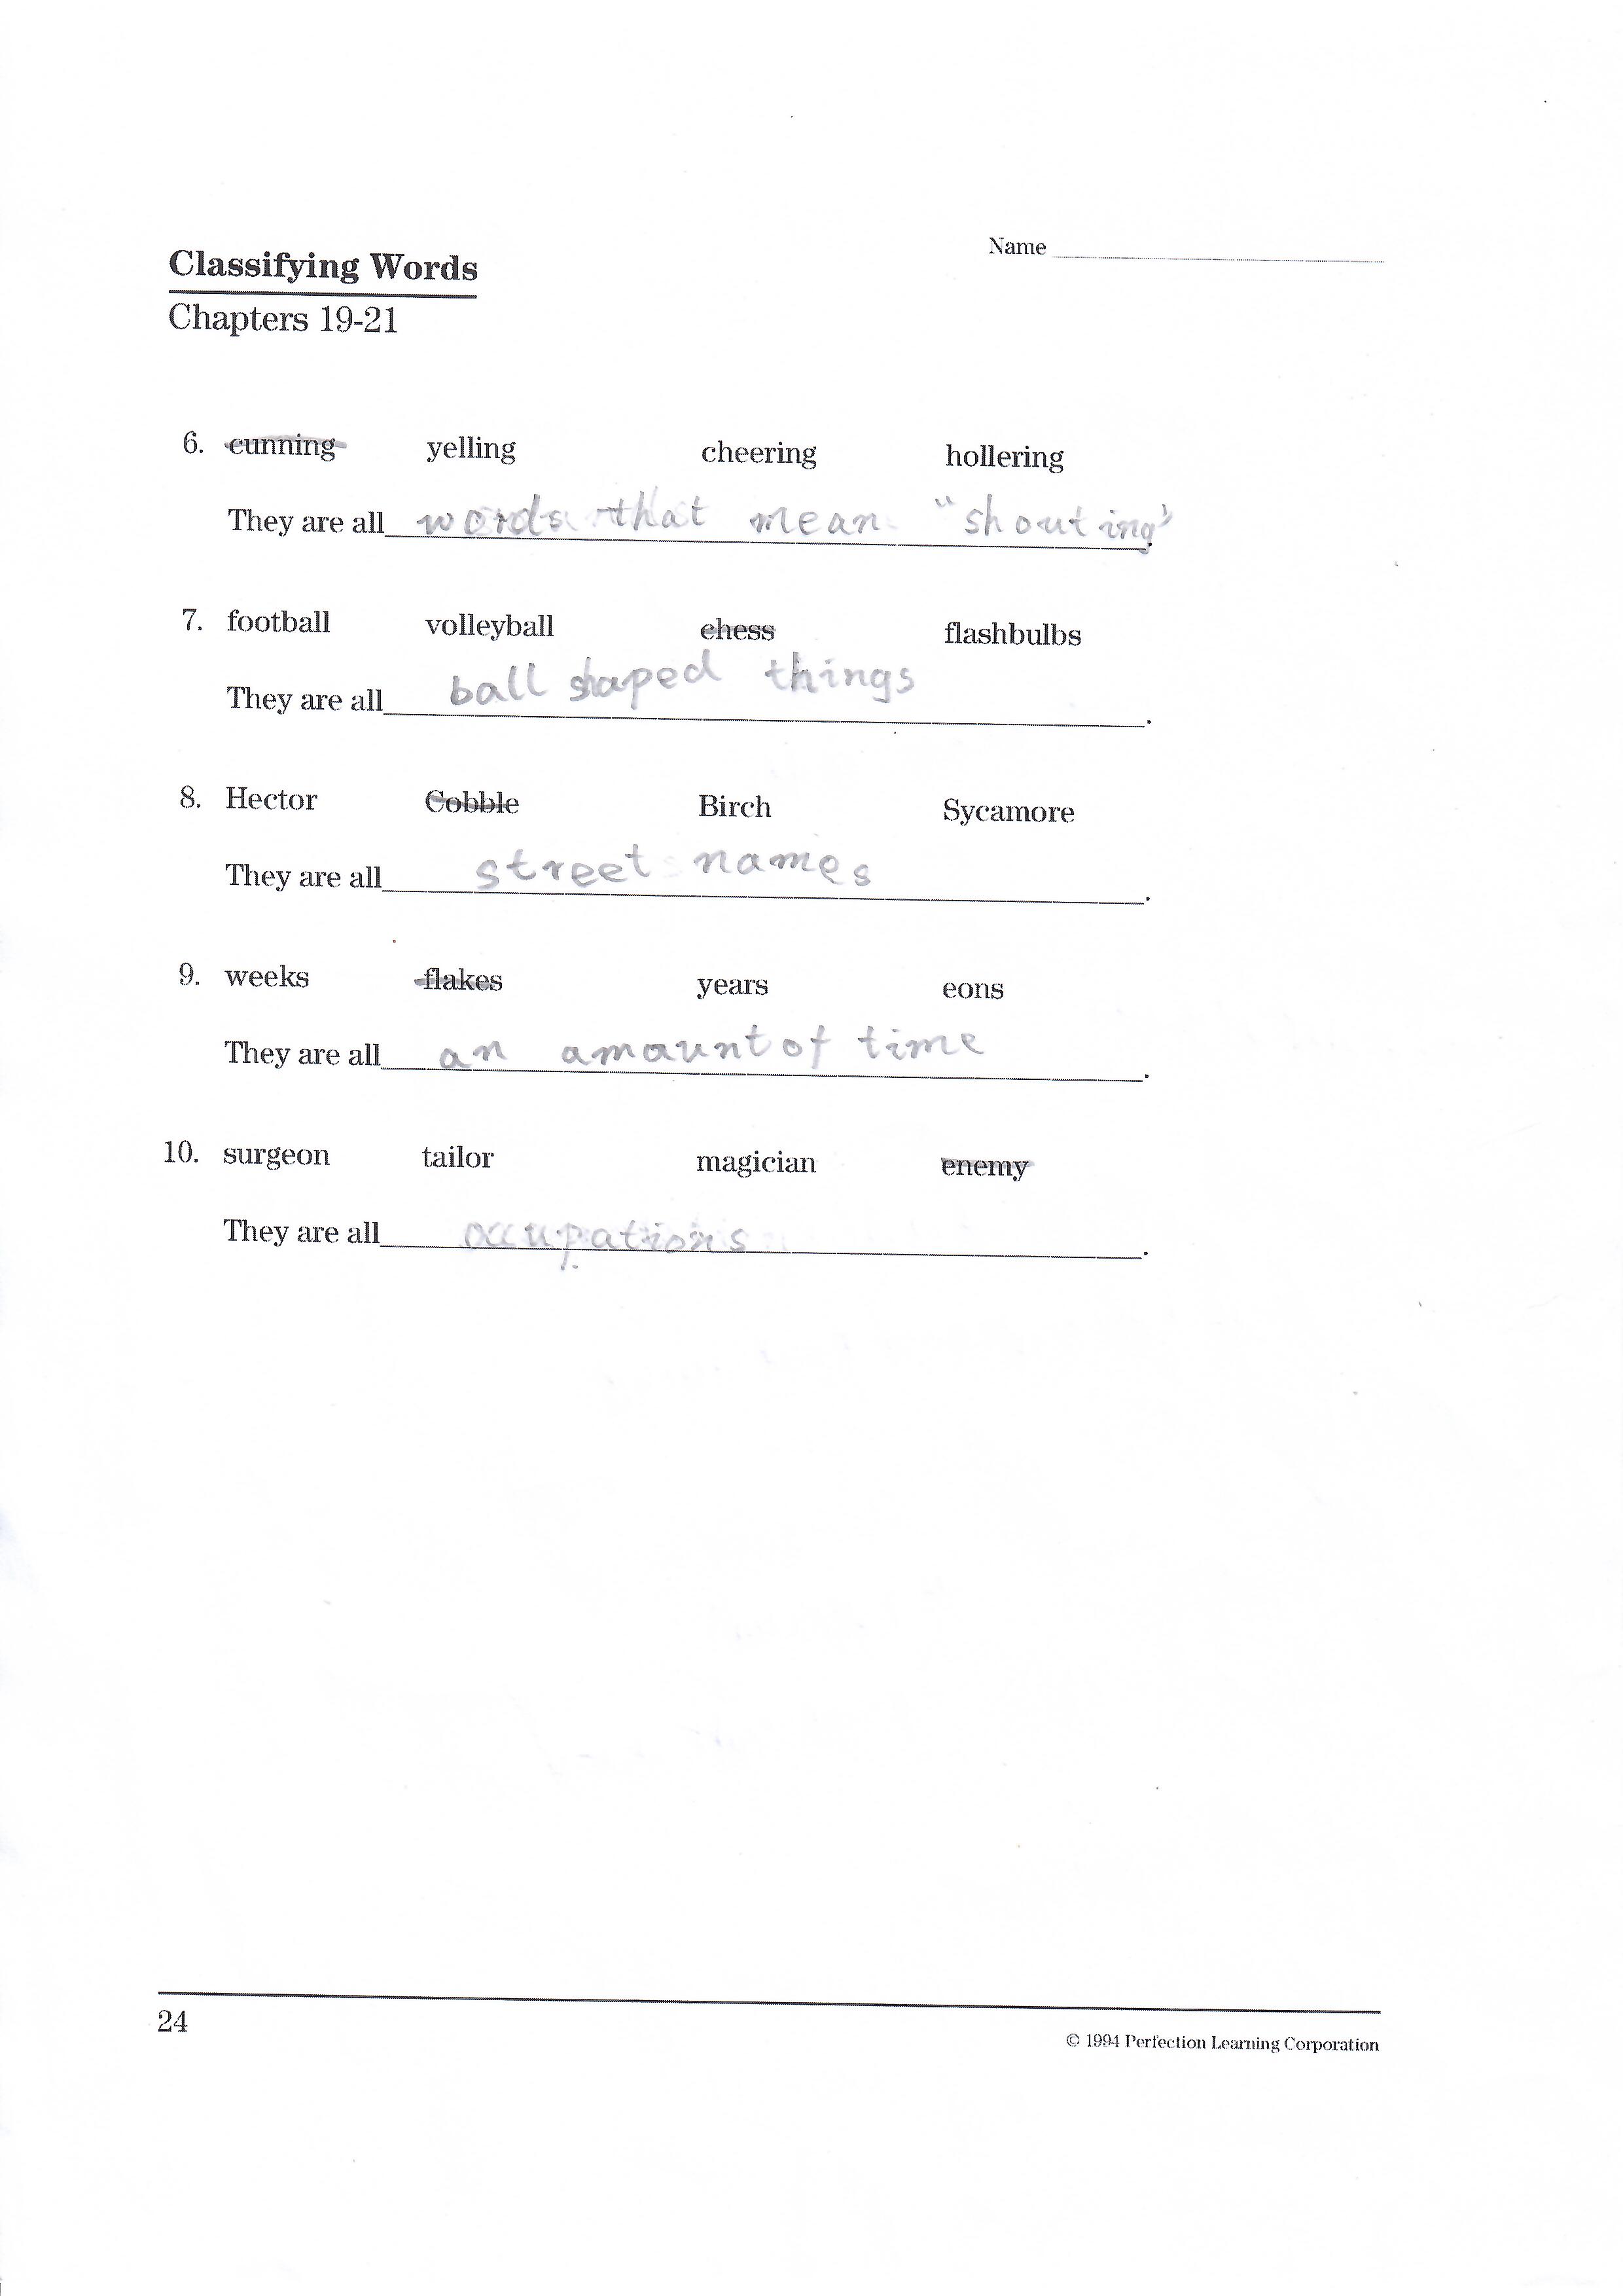 Name
Classifying Words
Chapters 19-21
6. cunning yelling cheering hollering
They are all words that mean "shouting".
7. football volleyball chess flashbulbs
They are all ball shaped things.
8. Hector Cobble Birch Sycamore
They are all street names.
9. weeks flakes years eons
They are all an amaunt of time.
10. surgeon tailor magician enemy
They are all occupations.
24
© 1994 Perfection Learning Corporation